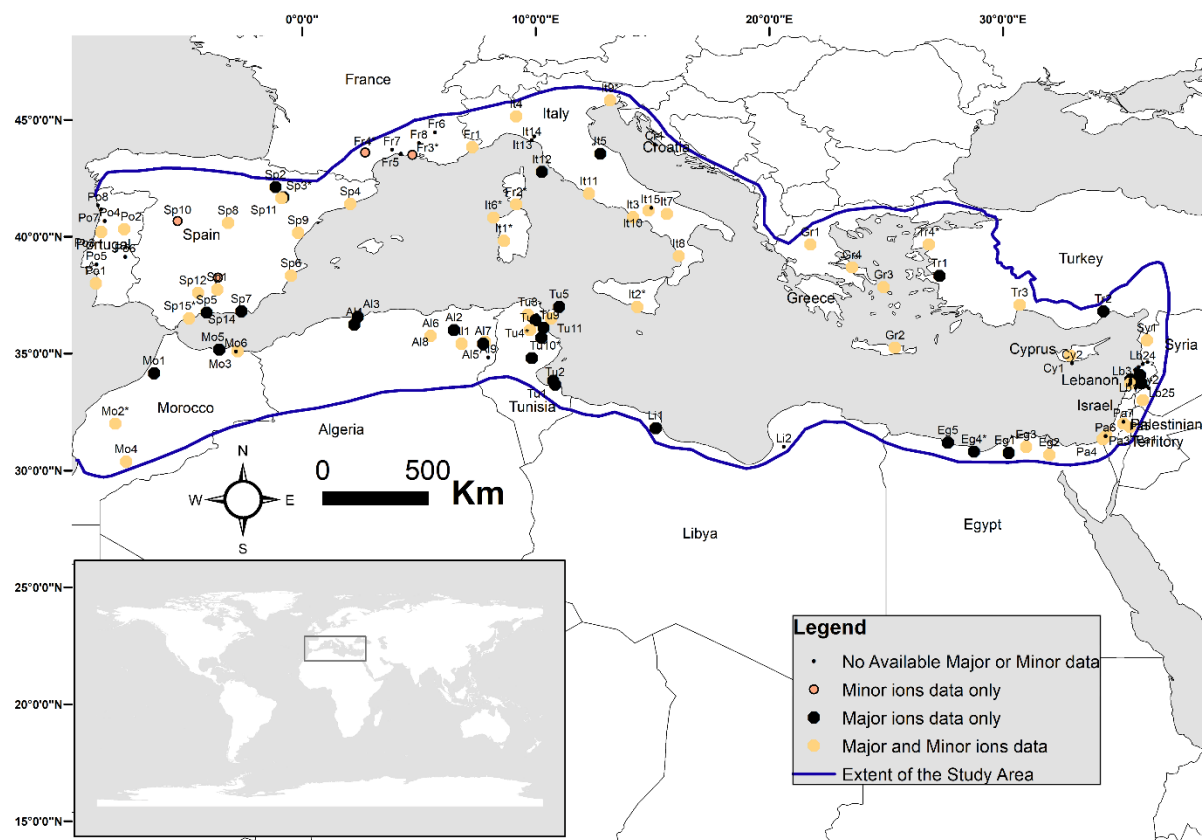 0°0'0" 10°0'0"E 20°0'0"E 30°0'0"E
France
45°0'0"N
It9*
It4
Italy
Fr6
Fr8
Fr7
Fr4*
Fr3*
Fr5
Fr1
It14
It13
It5
Croatia
It12
Sp2
Sp3*
Sp11
Sp4
Fr2*
It11
It15
It7
It3
It10
It6*
It1*
Po8
Po4
Po7
Po2
Sp10
Sp8
Spain
Sp9
40°0'0"N
Portugal
Po5
Po1
Gr1
Tr4*
Gr4
Tr1
Turkey
It8
Gr3
Greece
Sp6
Sp12
Sp15*
Sp5
Sp7
Sp14
It2*
Tr3
Tr2
Al3
Tu5
Tu9
Tu11
Tu4*
Tu10*
Al2
Al6
Al8
Al5
Al7
Gr2
Cyprus
Cy2
Cy1
Syria
Lb24
Lb3
Lebanon
Lb25
Mo5
Mo6
Mo3
Mo1
35°0'0"N
Tu2
Tu1
Tunisia
Israel
Morocco
Mo2*
Algeria
Palestinian
Territory
Li1
Li2
Eg5
Eg4*
Eg1*
Eg3
Eg2
Pa6
Pa4
Mo4
30°0'0"N
N
W E
S
0 500
Km
Libya
Egypt
25°0'0"N
20°0'0"N
15°0'0"N
Legend
No Available Major or Minor data
Minor ions data only
Major ions data only
Major and Minor ions data
Extent of the Study Area